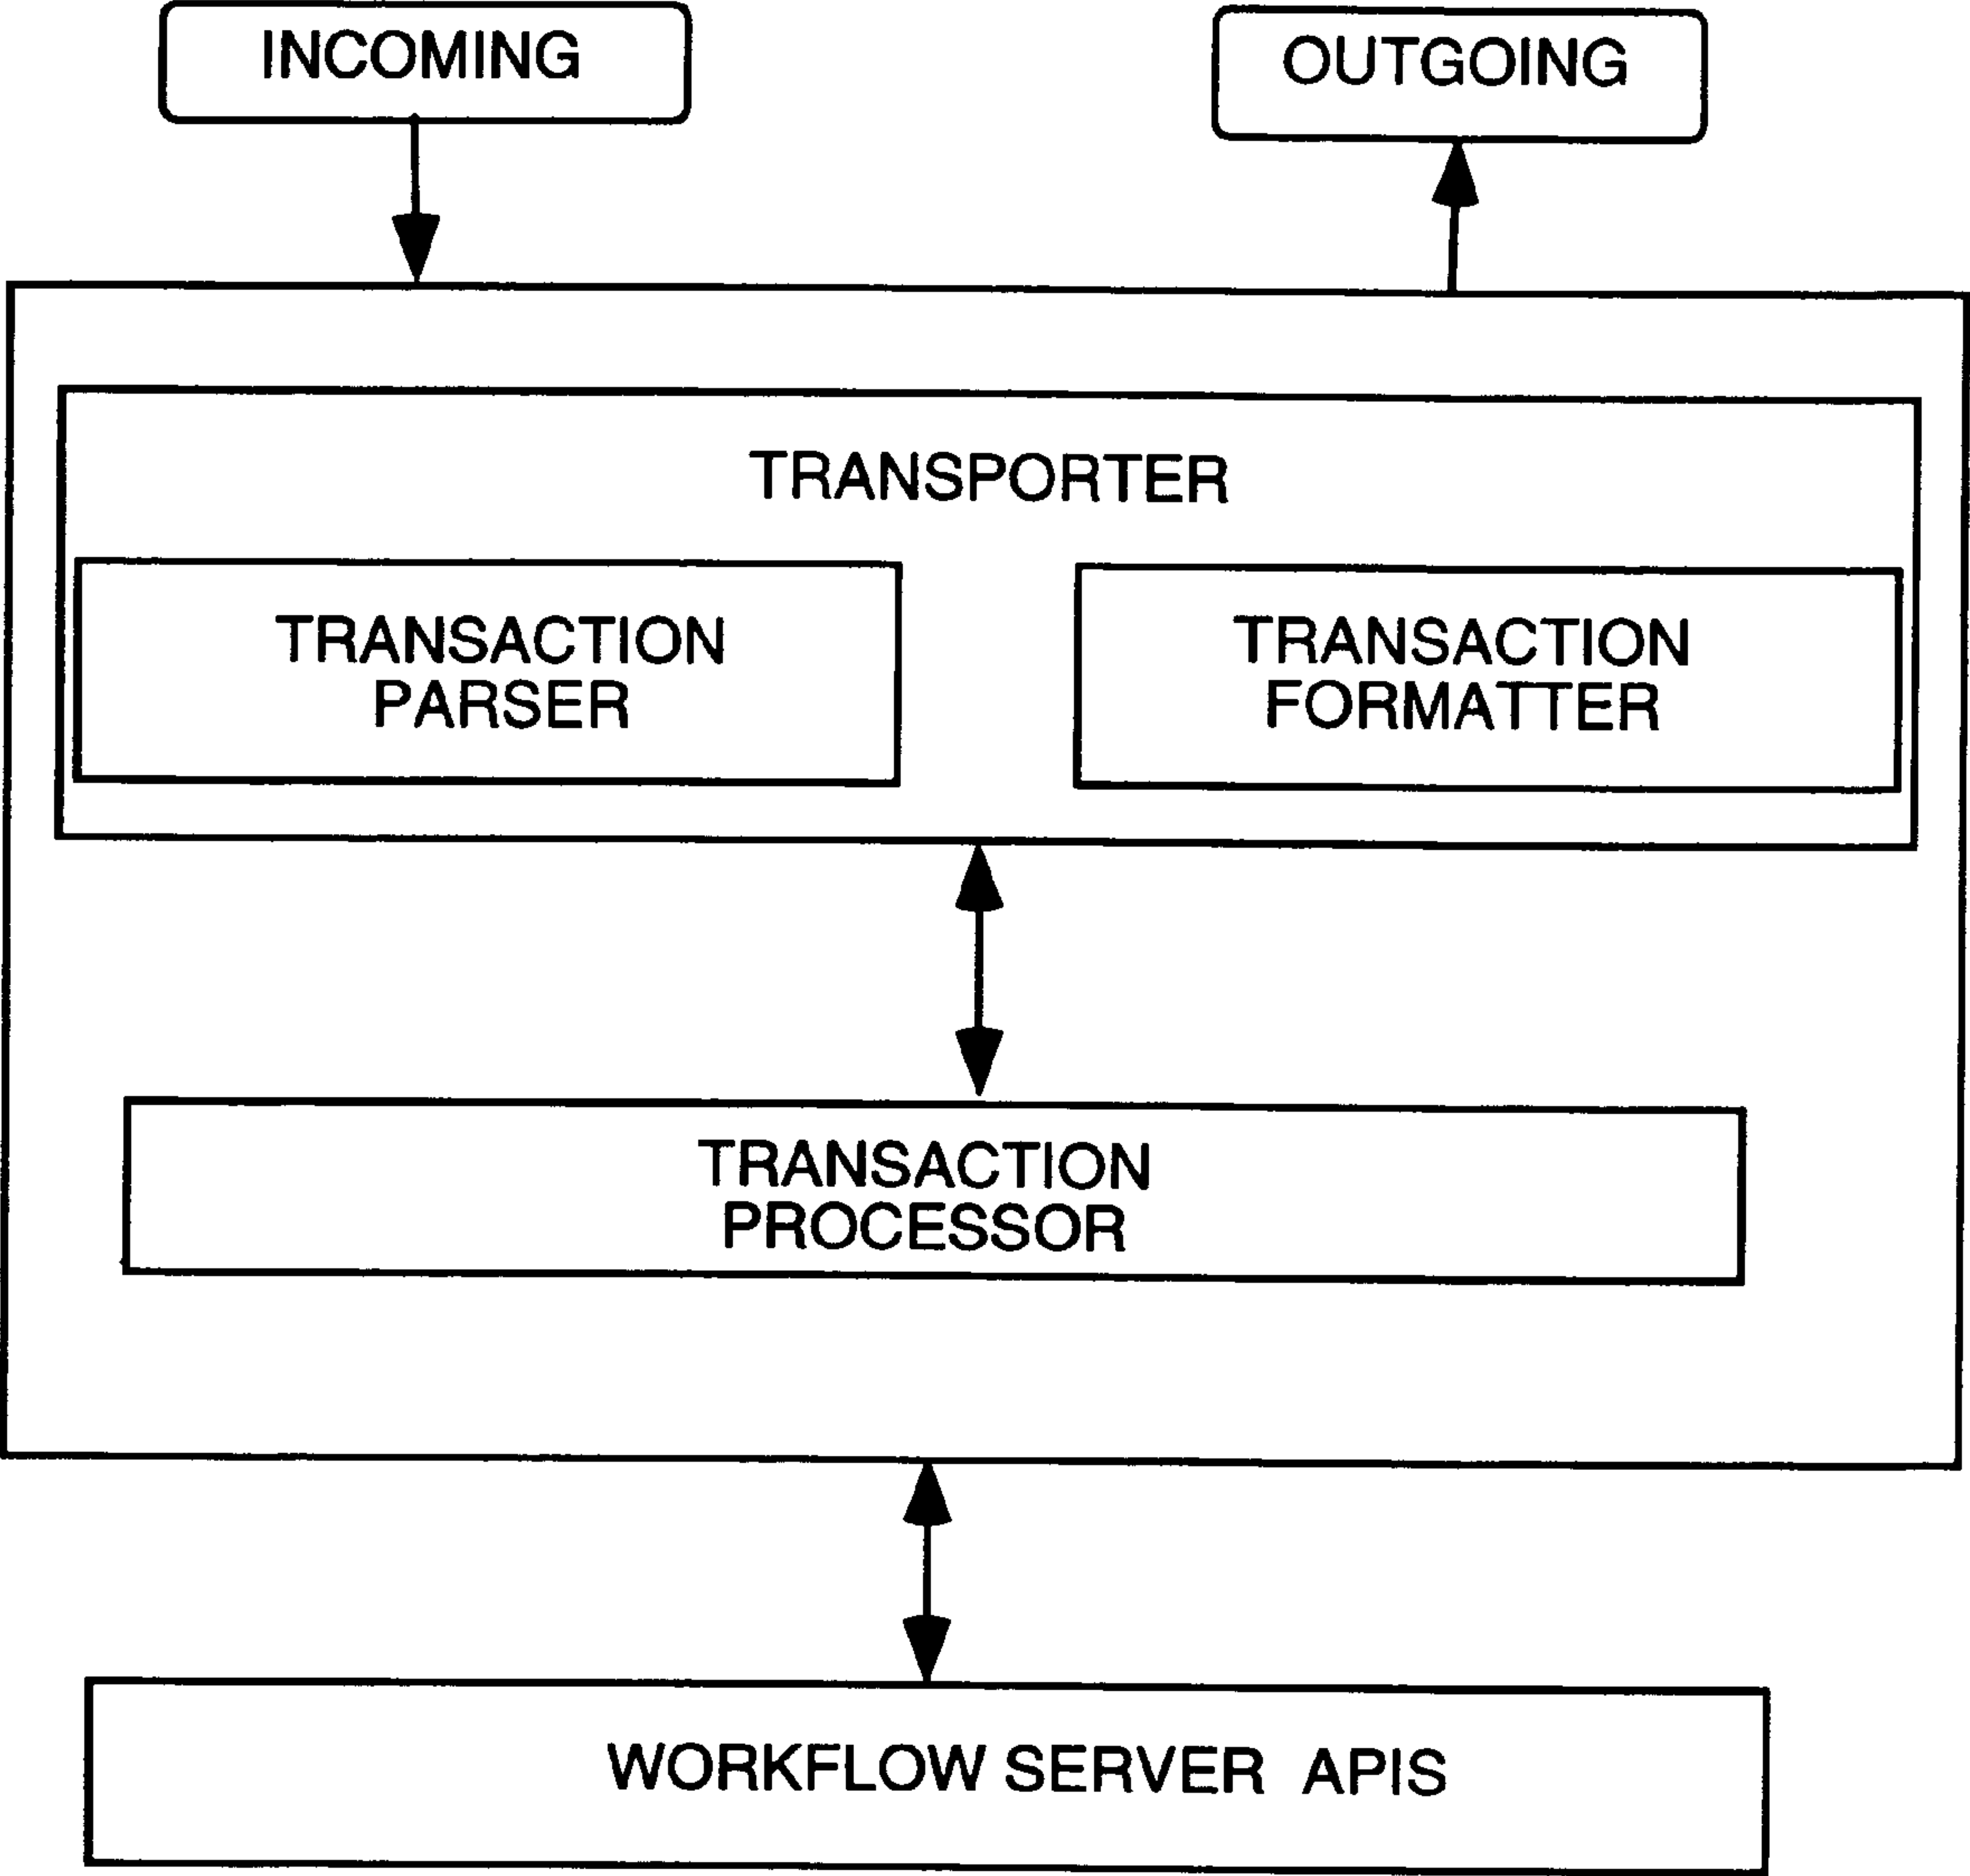 INCOMING
OUTGOING
TRANSPORTER
TRANSACTION
PARSER
TRANSACTION
FORMATTER
TRANSACTION
PROCESSOR
WORKFLOW SERVER APIS